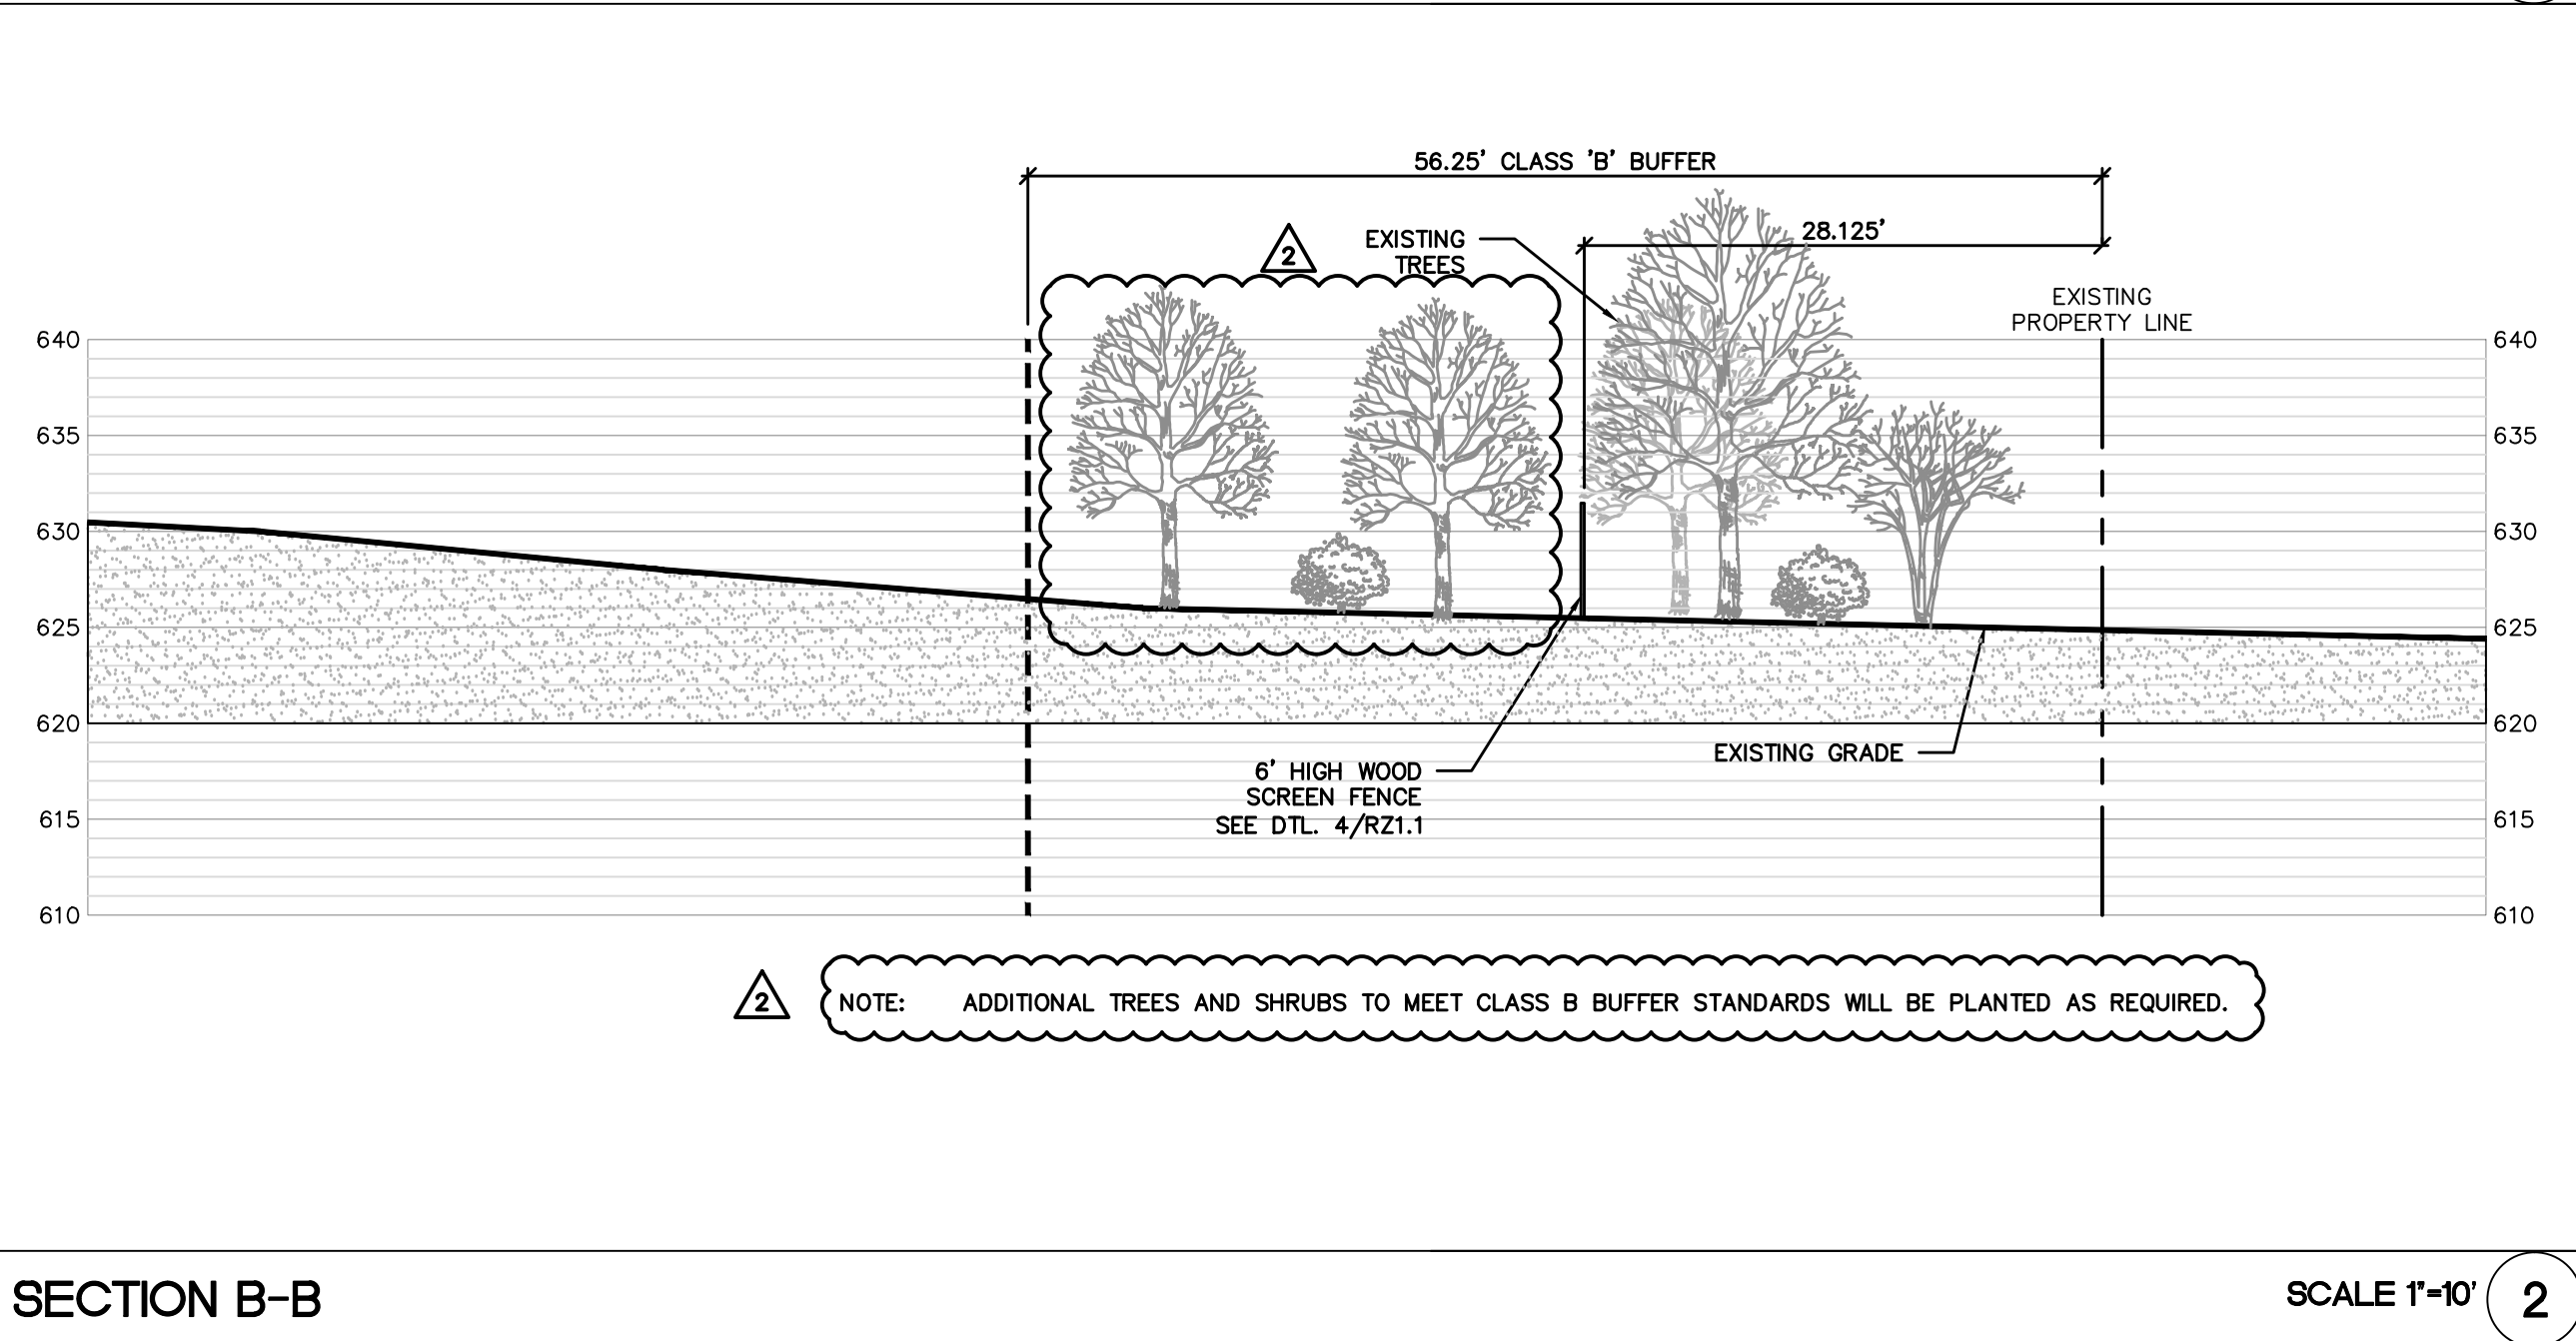 56.25' CLASS 'B' BUFFER
28.125'
2
EXISTING
TREES
EXISTING
PROPERTY LINE
640
640
635
635
630
630
625
625
620
620
EXISTING GRADE
6' HIGH WOOD
SCREEN FENCE
SEE DTL. 4/RZ1.1
615
615
610
610
2
NOTE: ADDITIONAL TREES AND SHRUBS TO MEET CLASS B BUFFER STANDARDS WILL BE PLANTED AS REQUIRED.
SECTION B-B
SCALE 1"=10'
2